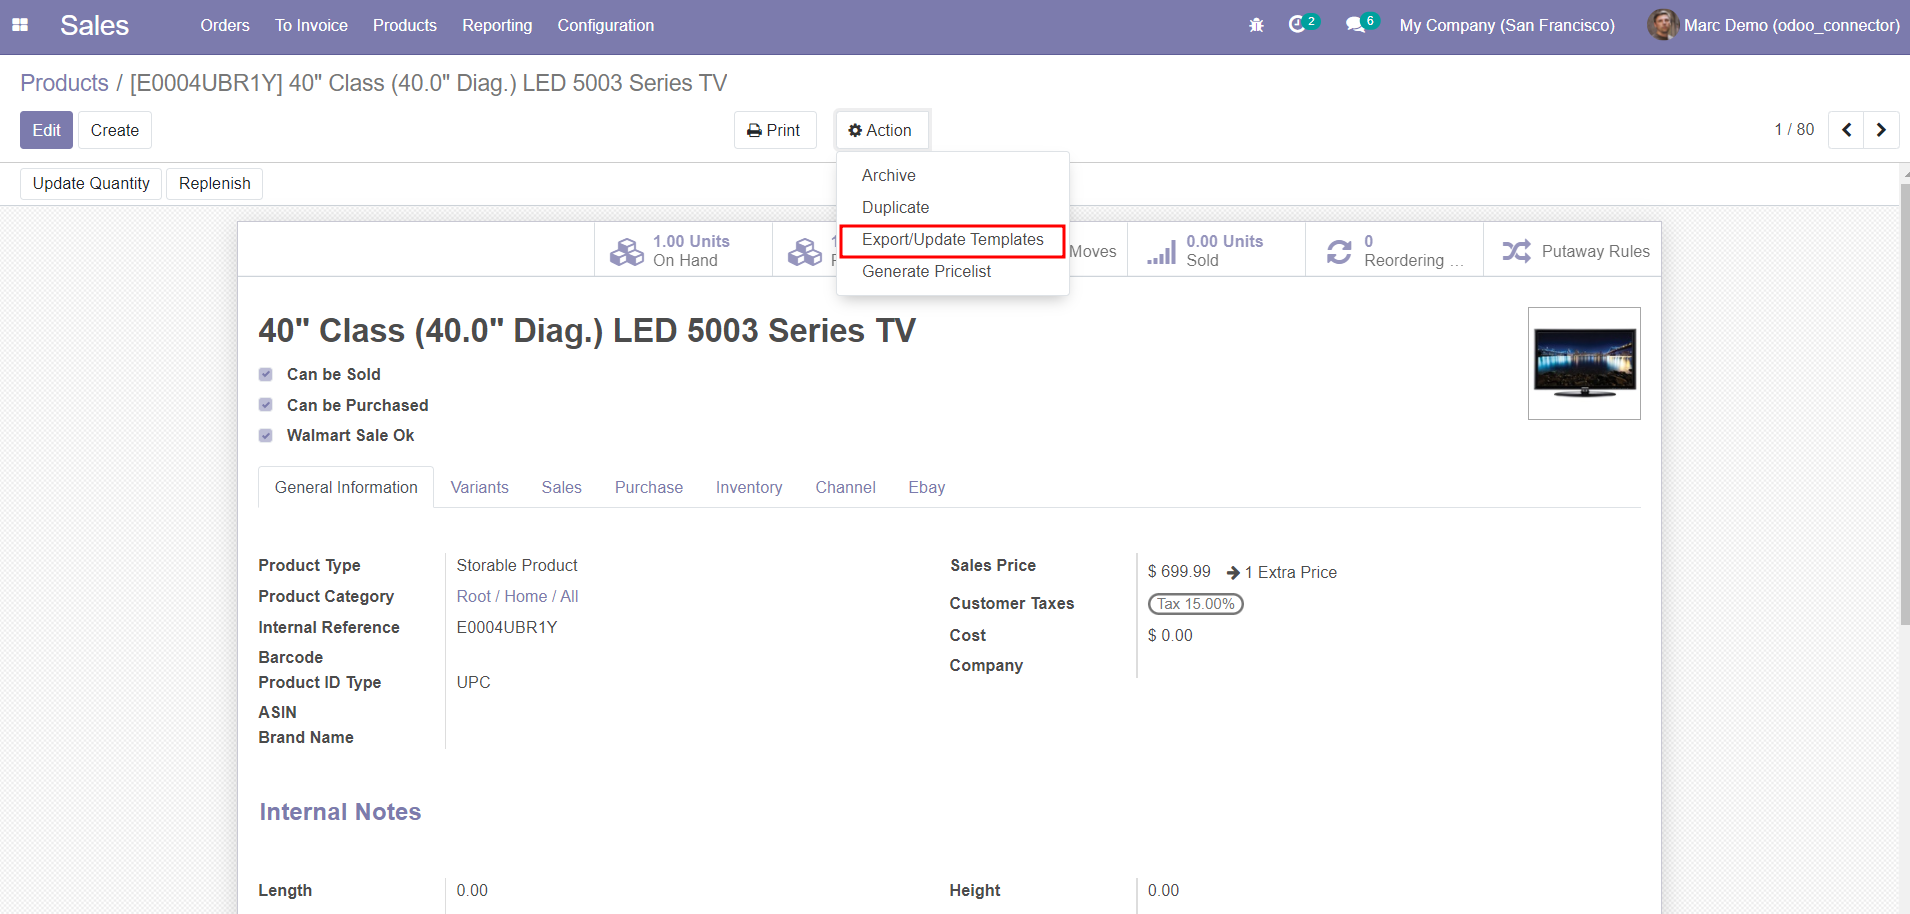 Sales Orders To Invoice Products Reporting Configuration 2 6 My Company (San Francisco) Marc Demo (odoo_connector)
Products / [E0004UBR1Y] 40" Class (40.0" Diag.) LED 5003 Series TV
Edit Create Print Action 1 / 80
Archive
Update Quantity Replenish
Duplicate
Export/Update Templates
Generate Pricelist
1.00 Units
On Hand
Moves
0.00 Units
Sold
0
Reordering ...
Putaway Rules
40" Class (40.0" Diag.) LED 5003 Series TV
Can be Sold
Can be Purchased
Walmart Sale Ok
General Information Variants Sales Purchase Inventory Channel Ebay
Product Type Storable Product
Product Category Root / Home / All
Internal Reference E0004UBR1Y
Barcode
Product ID Type UPC
ASIN
Brand Name
Sales Price $ 699.99 1 Extra Price
Customer Taxes Tax 15.00%
Cost $ 0.00
Company
Internal Notes
Length 0.00 Height 0.00